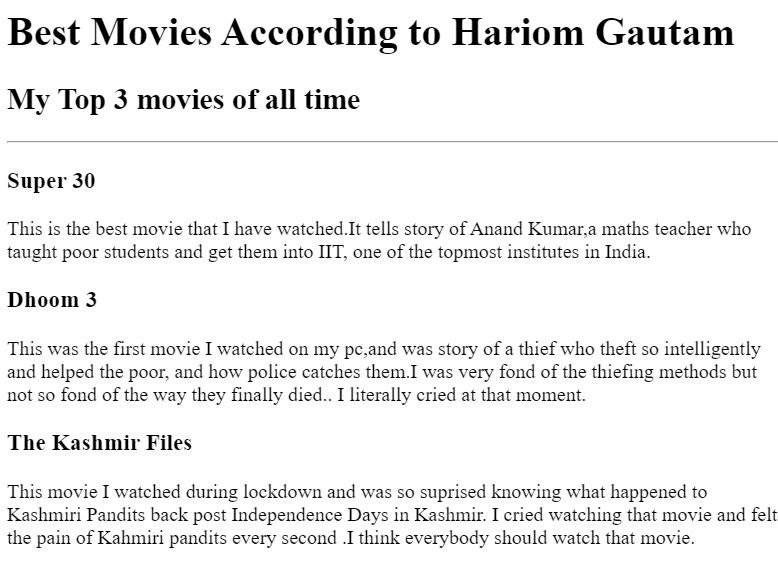 Best Movies According to Hariom Gautam
My Top 3 movies of all time
Super 30
This is the best movie that I have watched.It tells story of Anand Kumar,a maths teacher who
taught poor students and get them into IIT, one of the topmost institutes in India.
Dhoom 3
This was the first movie I watched on my pc,and was story of a thief who theft so intelligently
and helped the poor, and how police catches them.I was very fond of the thiefing methods but
not so fond of the way they finally died.. I literally cried at that moment.
The Kashmir Files
This movie I watched during lockdown and was so suprised knowing what happened to
Kashmiri Pandits back post Independence Days in Kashmir. I cried watching that movie and felt
the pain of Kahmiri pandits every second .I think everybody should watch that movie.